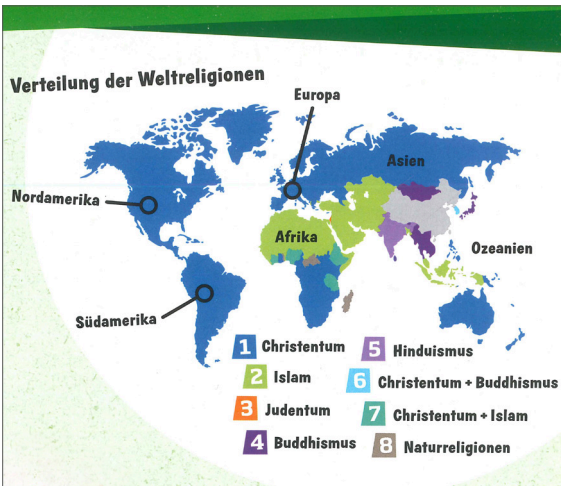 Verteilung der Weltreligionen
Europa
Asien
Nordamerika
Afrika
Ozeanien
Südamerika
1 Christentum
2 Islam
3 Judentum
4 Buddhismus
5 Hinduismus
6 Christentum + Buddhismus
7 Christentum + Islam
8 Naturreligionen